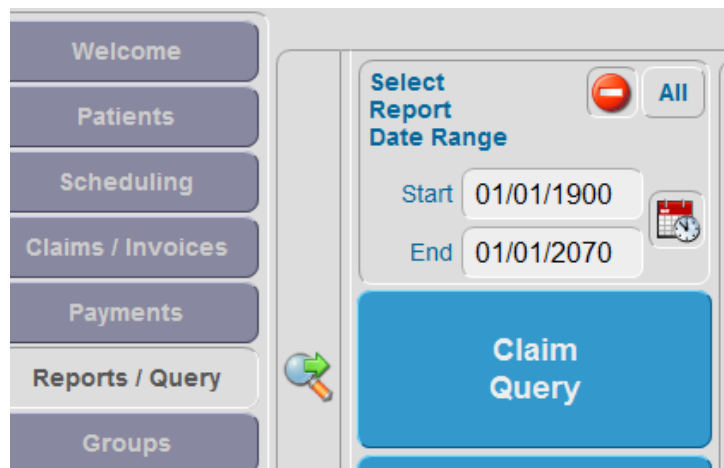 Welcome
Patients
Scheduling
Claims / Invoices
Payments
Reports / Query
Groups
Select
Report
Date Range
All
Start 01/01/1900
End 01/01/2070
Claim
Query